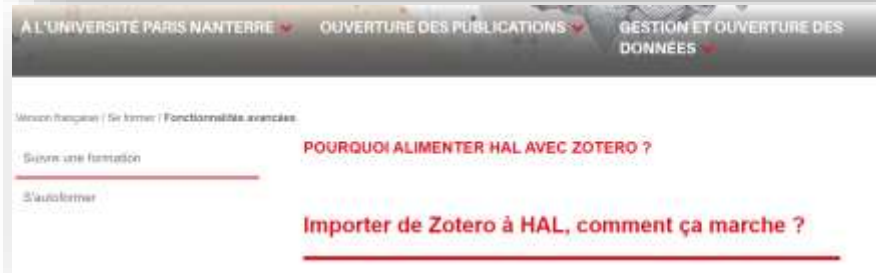 À L'UNIVERSITÉ PARIS NANTERRE OUVERTURE DES PUBLICATIONS GESTION ET OUVERTURE DES
DONNÉES
Version française / Se former / Fonctionnalités avancées
Suivre une formation
POURQUOI ALIMENTER HAL AVEC ZOTERO ?
S'autoformer
Importer de Zotero à HAL, comment ça marche ?